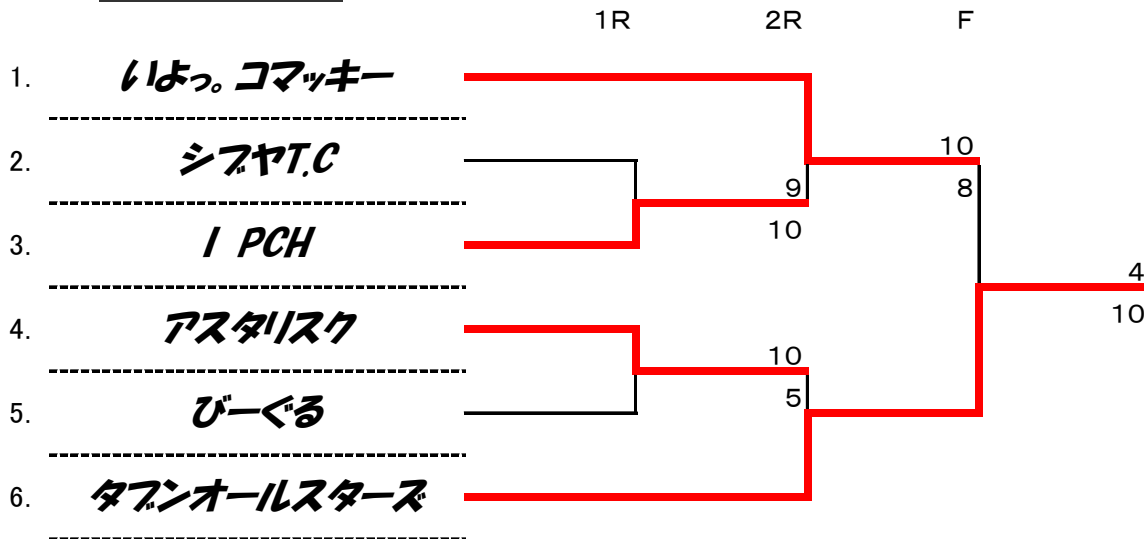 1R 2R F
1. いよっ。コマッキー
10
2. シブヤT.C
9 8
10
3. I PCH
4
10
4. アスタリスク
10
5
5. びーぐる
6. タブンオールスターズ